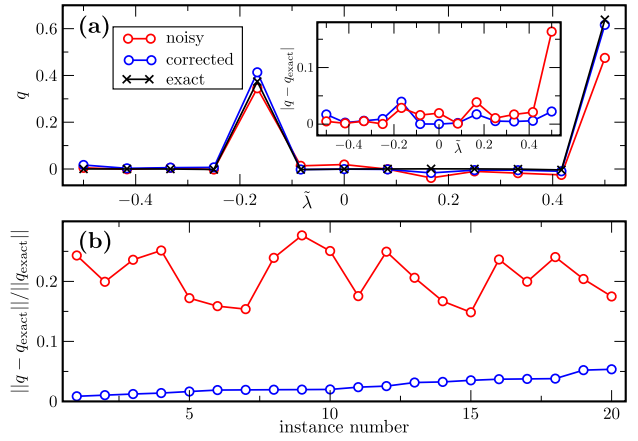 (a)
noisy
corrected
exact
q
0.6
0.4
0.2
0
−0.4
−0.2
0
0.2
0.4
λ̃
|q − q_exact|
0.1
0
−0.4
−0.2
0
0.2
0.4
λ̃
(b)
||q − q_exact||/||q_exact||
0.2
0.1
0
5
10
15
20
instance number